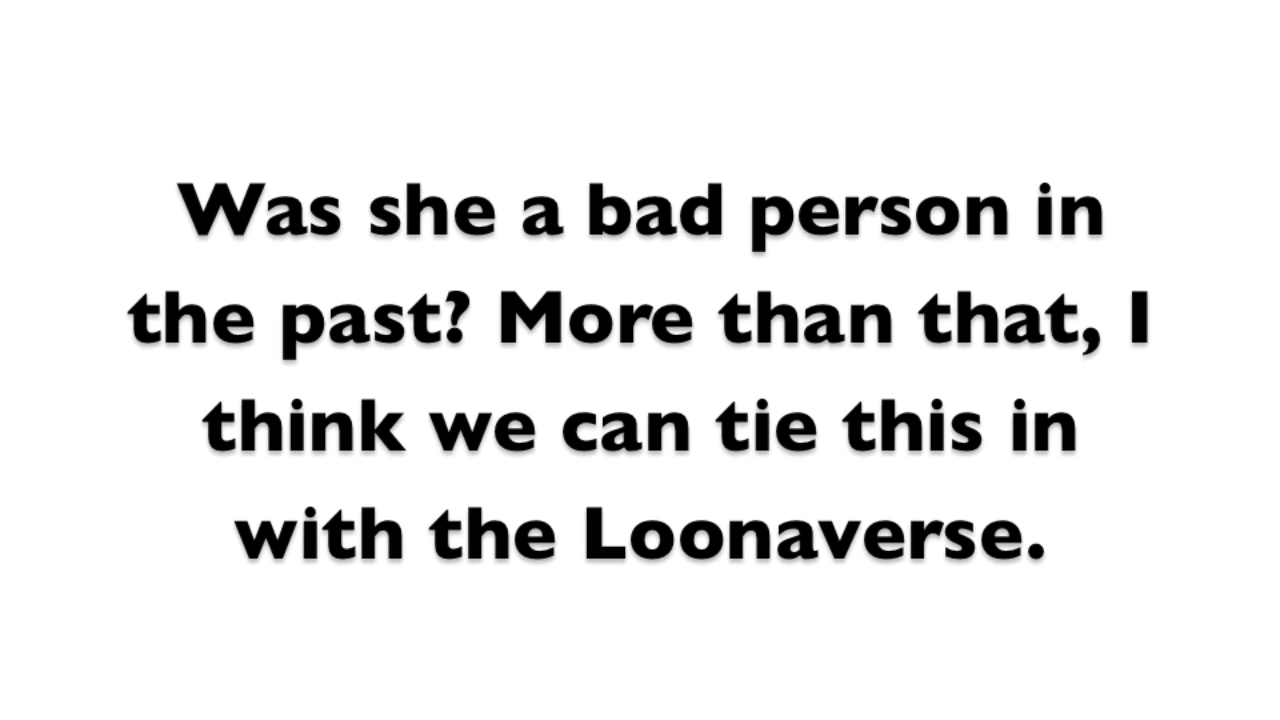 Was she a bad person in
the past? More than that, I
think we can tie this in
with the Loonaverse.